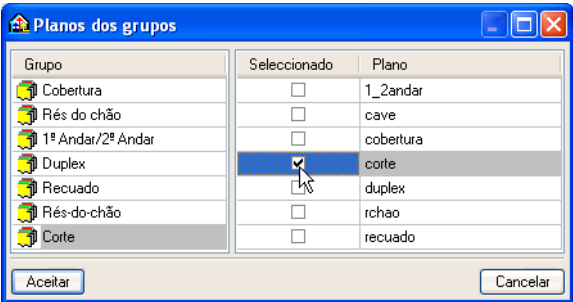 Planos dos grupos
Grupo
Seleccionado Plano
Cobertura
Rés do chão
1º Andar/2º Andar
Duplex
Recuado
Rés-do-chão
Corte
1_2andar
cave
cobertura
corte
duplex
rchao
recuado
Aceitar
Cancelar